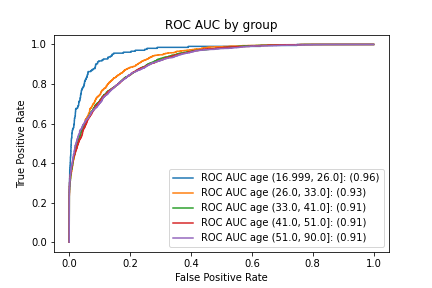 ROC AUC by group
True Positive Rate
1.0
0.8
0.6
0.4
0.2
0.0
ROC AUC age (16.999, 26.0]: (0.96)
ROC AUC age (26.0, 33.0]: (0.93)
ROC AUC age (33.0, 41.0]: (0.91)
ROC AUC age (41.0, 51.0]: (0.91)
ROC AUC age (51.0, 90.0]: (0.91)
0.0 0.2 0.4 0.6 0.8 1.0
False Positive Rate